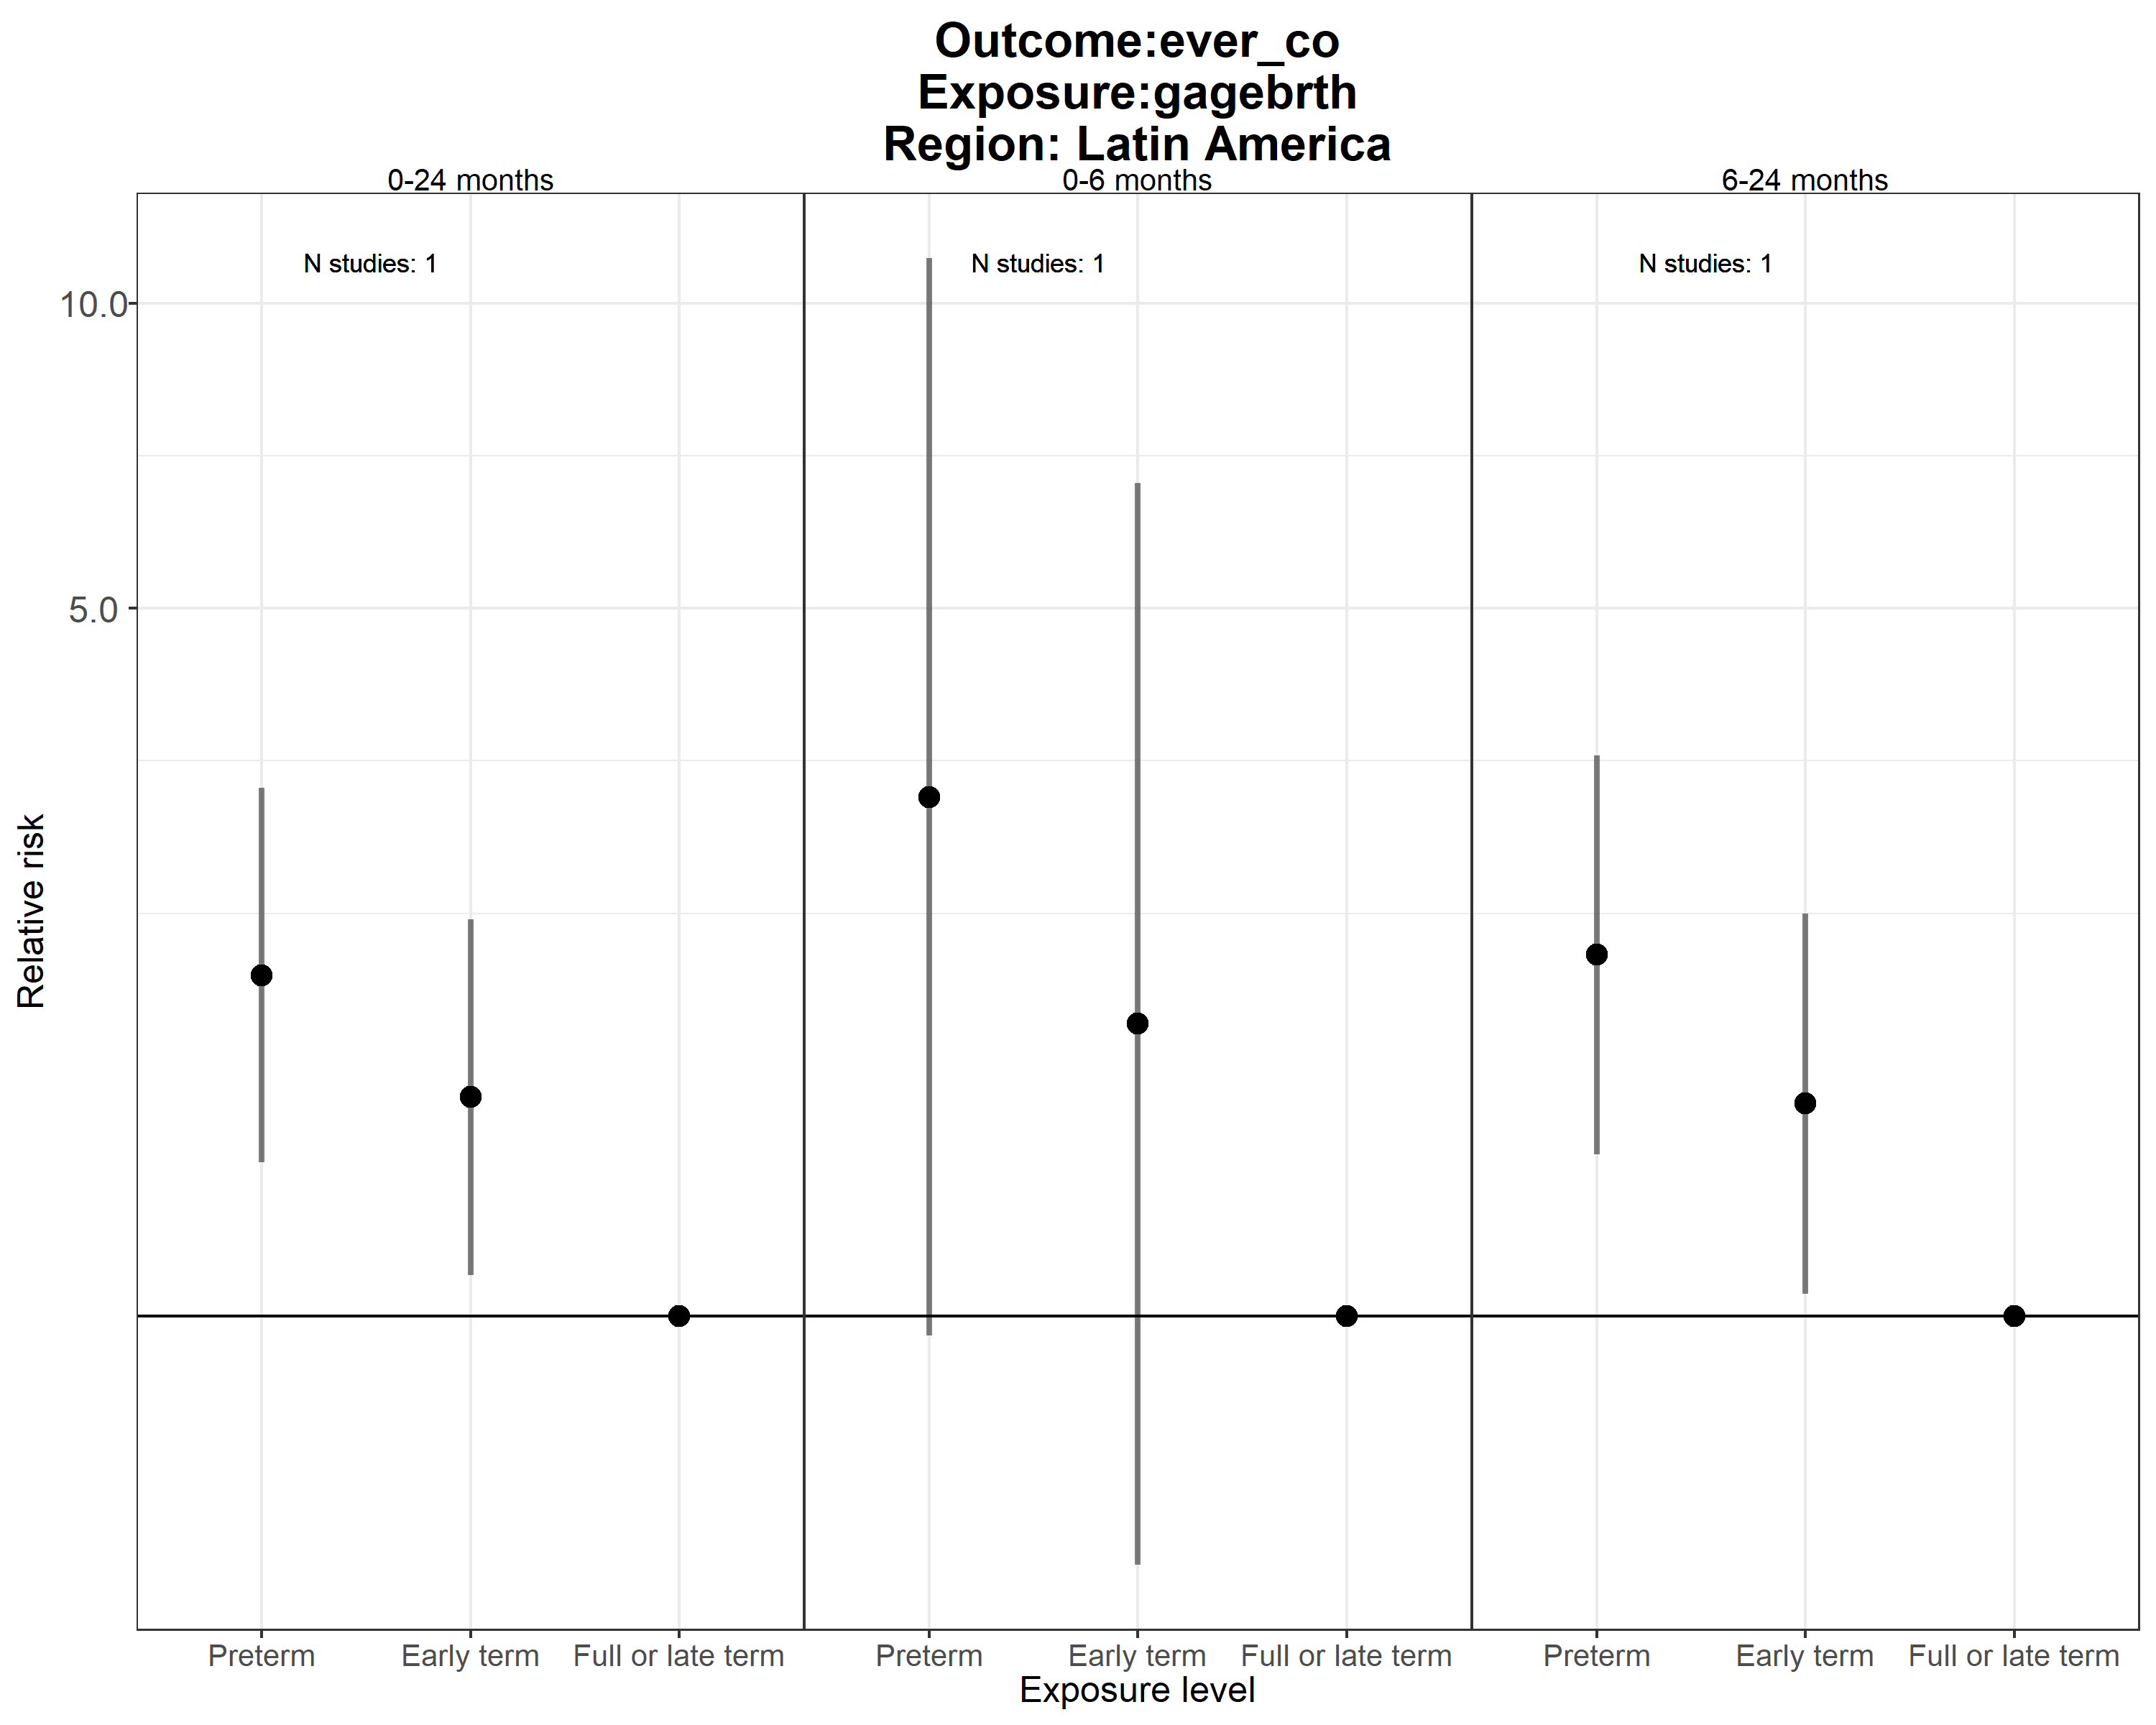 Outcome:ever_co
Exposure:gagebrth
Region: Latin America
0-24 months
0-6 months
6-24 months
N studies: 1
N studies: 1
N studies: 1
10.0
5.0
Relative risk
Preterm
Early term
Full or late term
Preterm
Early term
Full or late term
Preterm
Early term
Full or late term
Exposure level